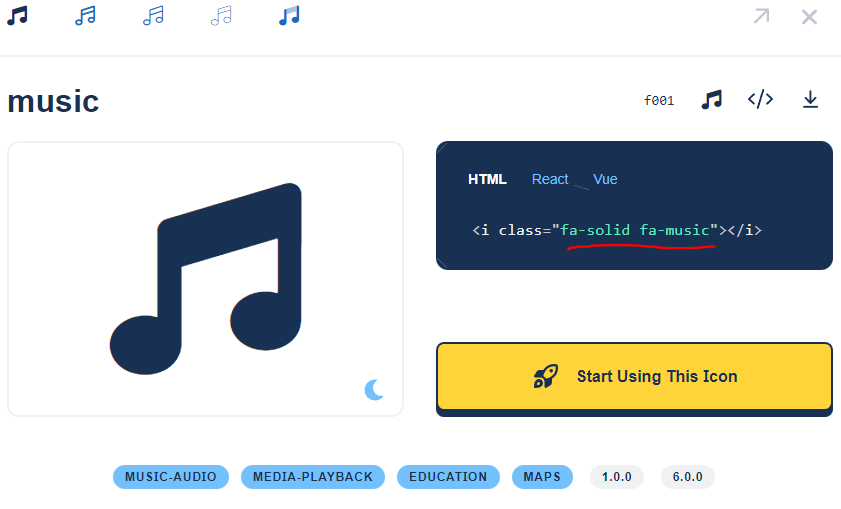 music
f001
HTML React Vue
<i class="fa-solid fa-music"></i>
Start Using This Icon
MUSIC-AUDIO MEDIA-PLAYBACK EDUCATION MAPS 1.0.0 6.0.0